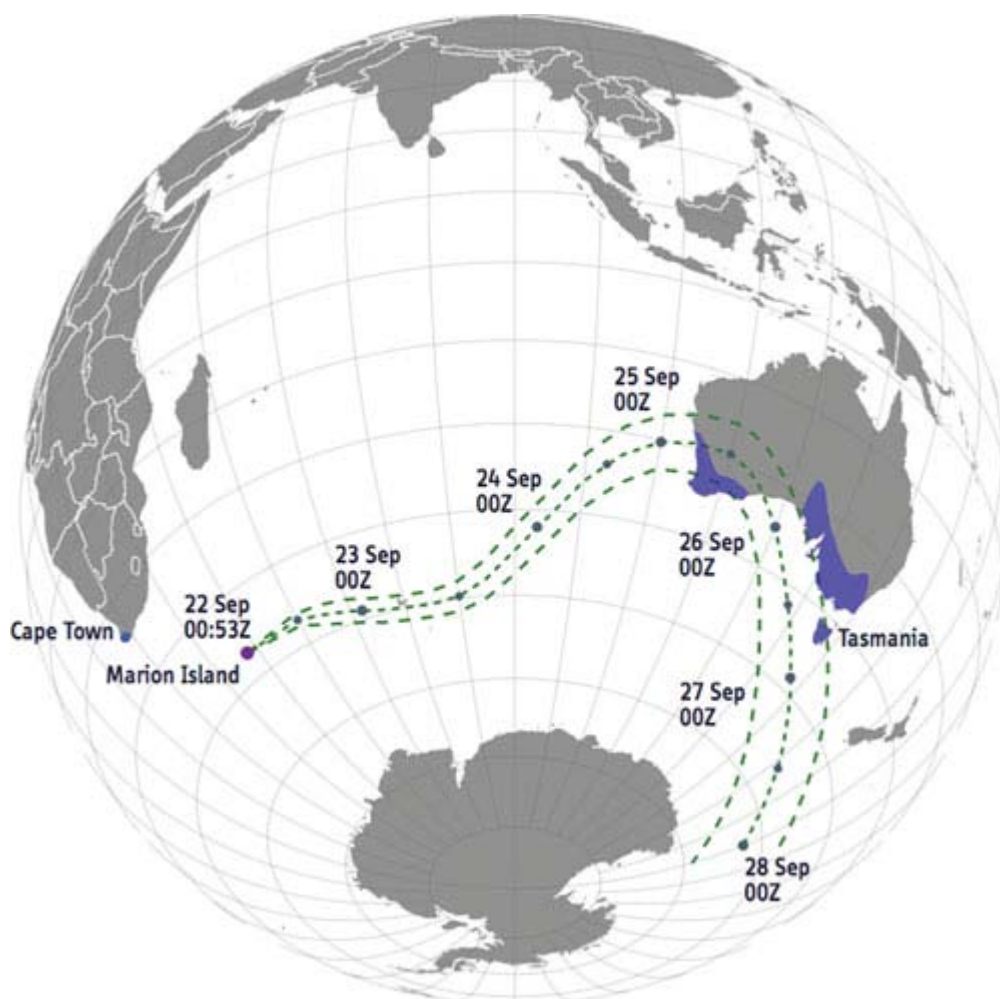 25 Sep
00Z
24 Sep
00Z
23 Sep
00Z
26 Sep
00Z
22 Sep
00:53Z
Cape Town
Tasmania
Marion Island
27 Sep
00Z
28 Sep
00Z